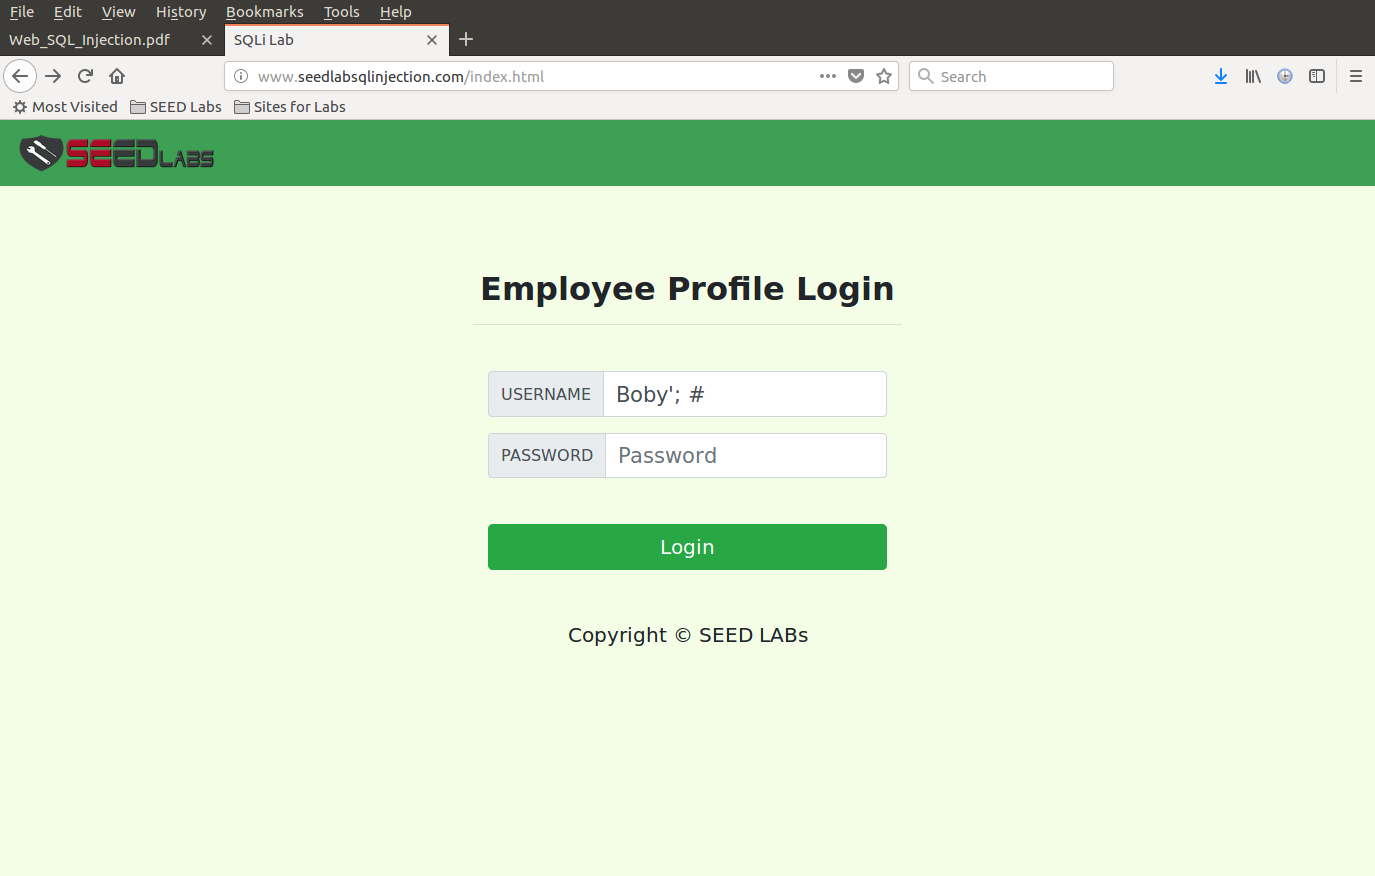 File Edit View History Bookmarks Tools Help
Web_SQL_Injection.pdf SQLi Lab
www.seedlabsqlinjection.com/index.html Search
Most Visited SEED Labs Sites for Labs
SEEDLABS
Employee Profile Login
USERNAME Boby'; #
PASSWORD Password
Login
Copyright © SEED LABs